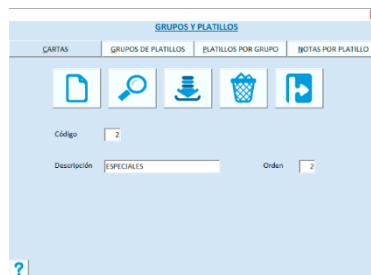 GRUPOS Y PLATILLOS
CARTAS GRUPOS DE PLATILLOS PLATILLOS POR GRUPO NOTAS POR PLATILLO
Código 2
Descripción ESPECIALES Orden 2
?